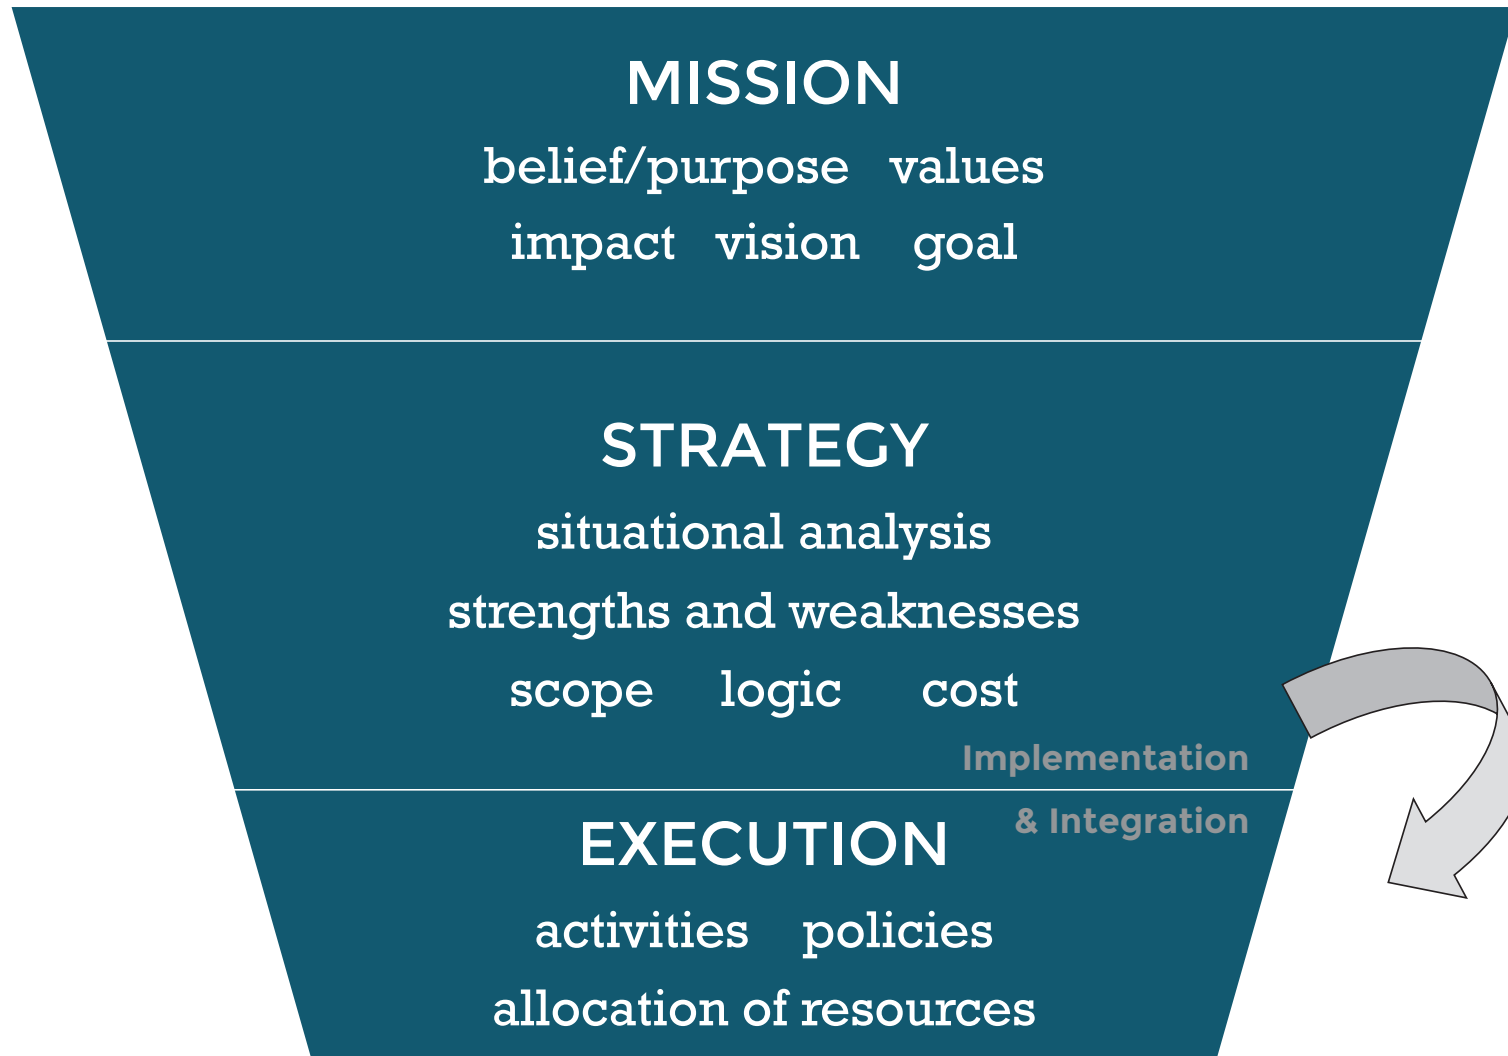 MISSION
belief/purpose values
impact vision goal
STRATEGY
situational analysis
strengths and weaknesses
scope logic cost
Implementation
& Integration
EXECUTION
activities policies
allocation of resources